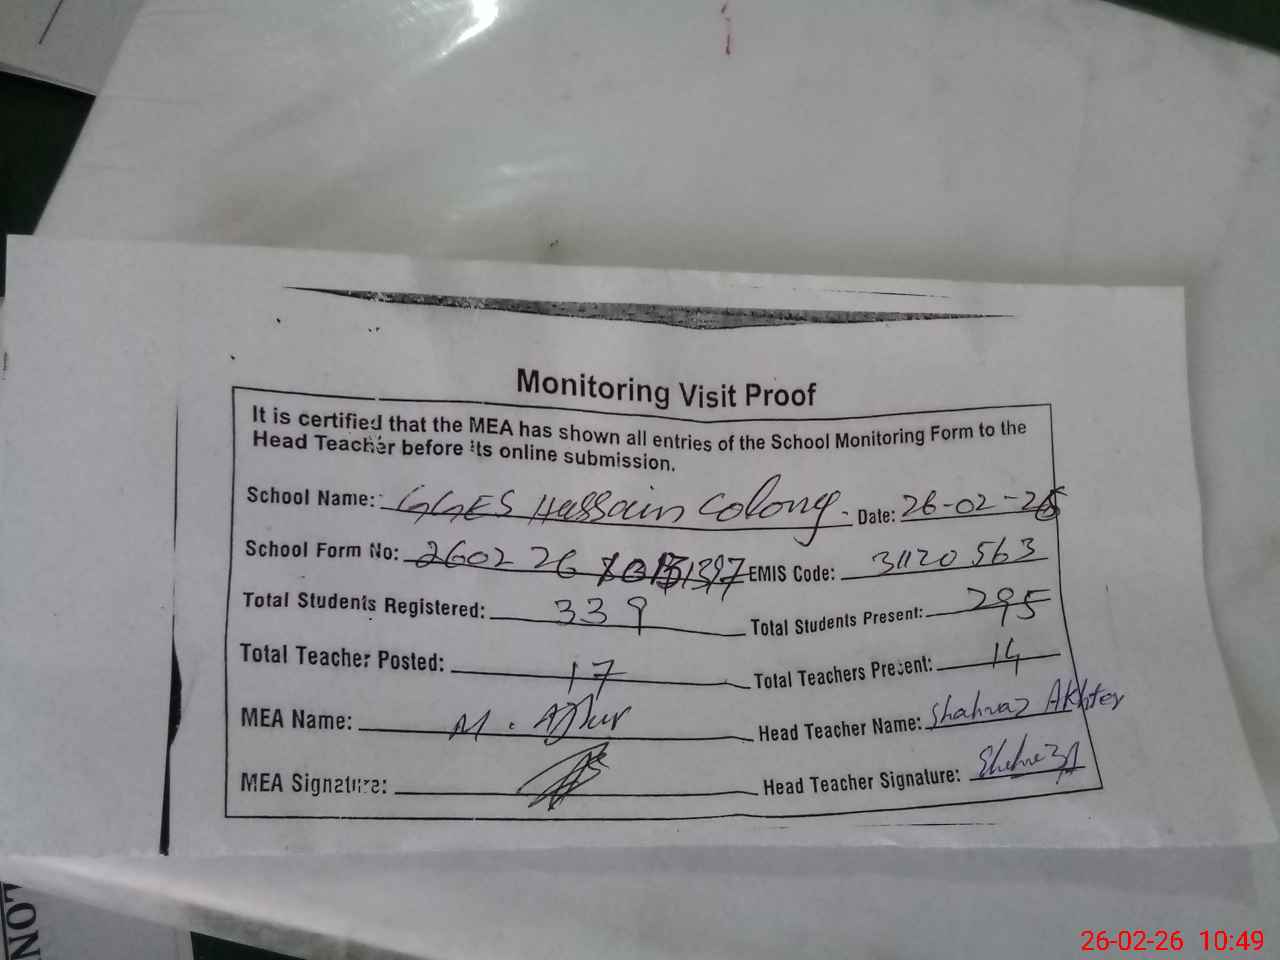 Monitoring Visit Proof
It is certified that the MEA has shown all entries of the School Monitoring Form to the
Head Teacher before its online submission.
School Name: GGES Hussain Colony. Date: 26-02-26
School Form No: 260226 1397 EMIS Code: 31120563
Total Students Registered: 339 Total Students Present: 295
Total Teacher Posted: 17 Total Teachers Present: 14
MEA Name: M. Head Teacher Name: Shahnaz Akhter
MEA Signature: Head Teacher Signature:
NOT
26-02-26 10:49